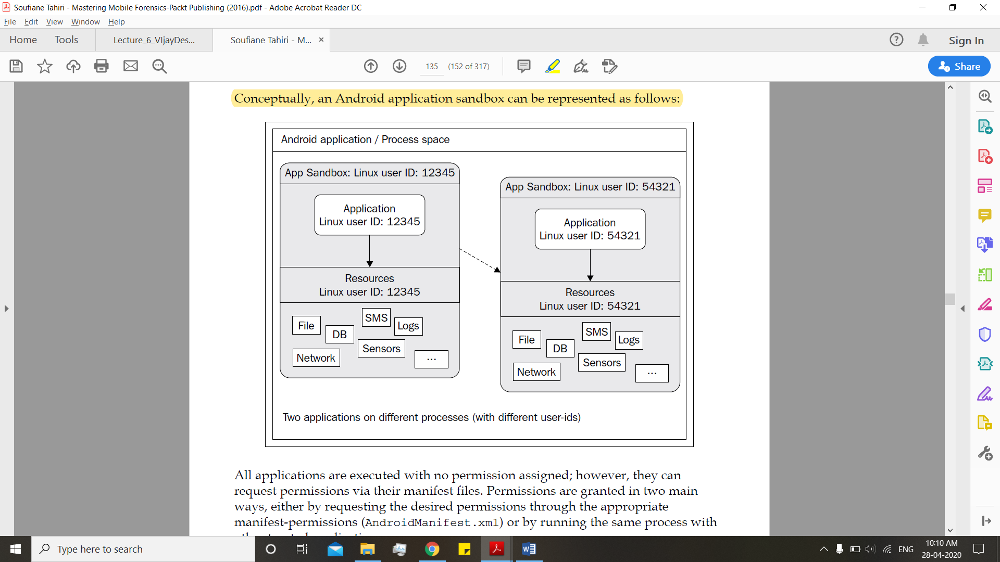 Soufiane Tahiri - Mastering Mobile Forensics-Packt Publishing (2016).pdf - Adobe Acrobat Reader DC
File Edit View Window Help
Home Tools Lecture_6_VIjayDes... Soufiane Tahiri - M... ×
? Sign In
135 (152 of 317)
Share
Conceptually, an Android application sandbox can be represented as follows:
Android application / Process space
App Sandbox: Linux user ID: 12345
Application
Linux user ID: 12345
Resources
Linux user ID: 12345
File
DB
SMS
Logs
Network
Sensors
...
App Sandbox: Linux user ID: 54321
Application
Linux user ID: 54321
Resources
Linux user ID: 54321
File
DB
SMS
Logs
Network
Sensors
...
Two applications on different processes (with different user-ids)
All applications are executed with no permission assigned; however, they can
request permissions via their manifest files. Permissions are granted in two main
ways, either by requesting the desired permissions through the appropriate
manifest-permissions (AndroidManifest.xml) or by running the same process with
Type here to search
ENG
10:10 AM
28-04-2020